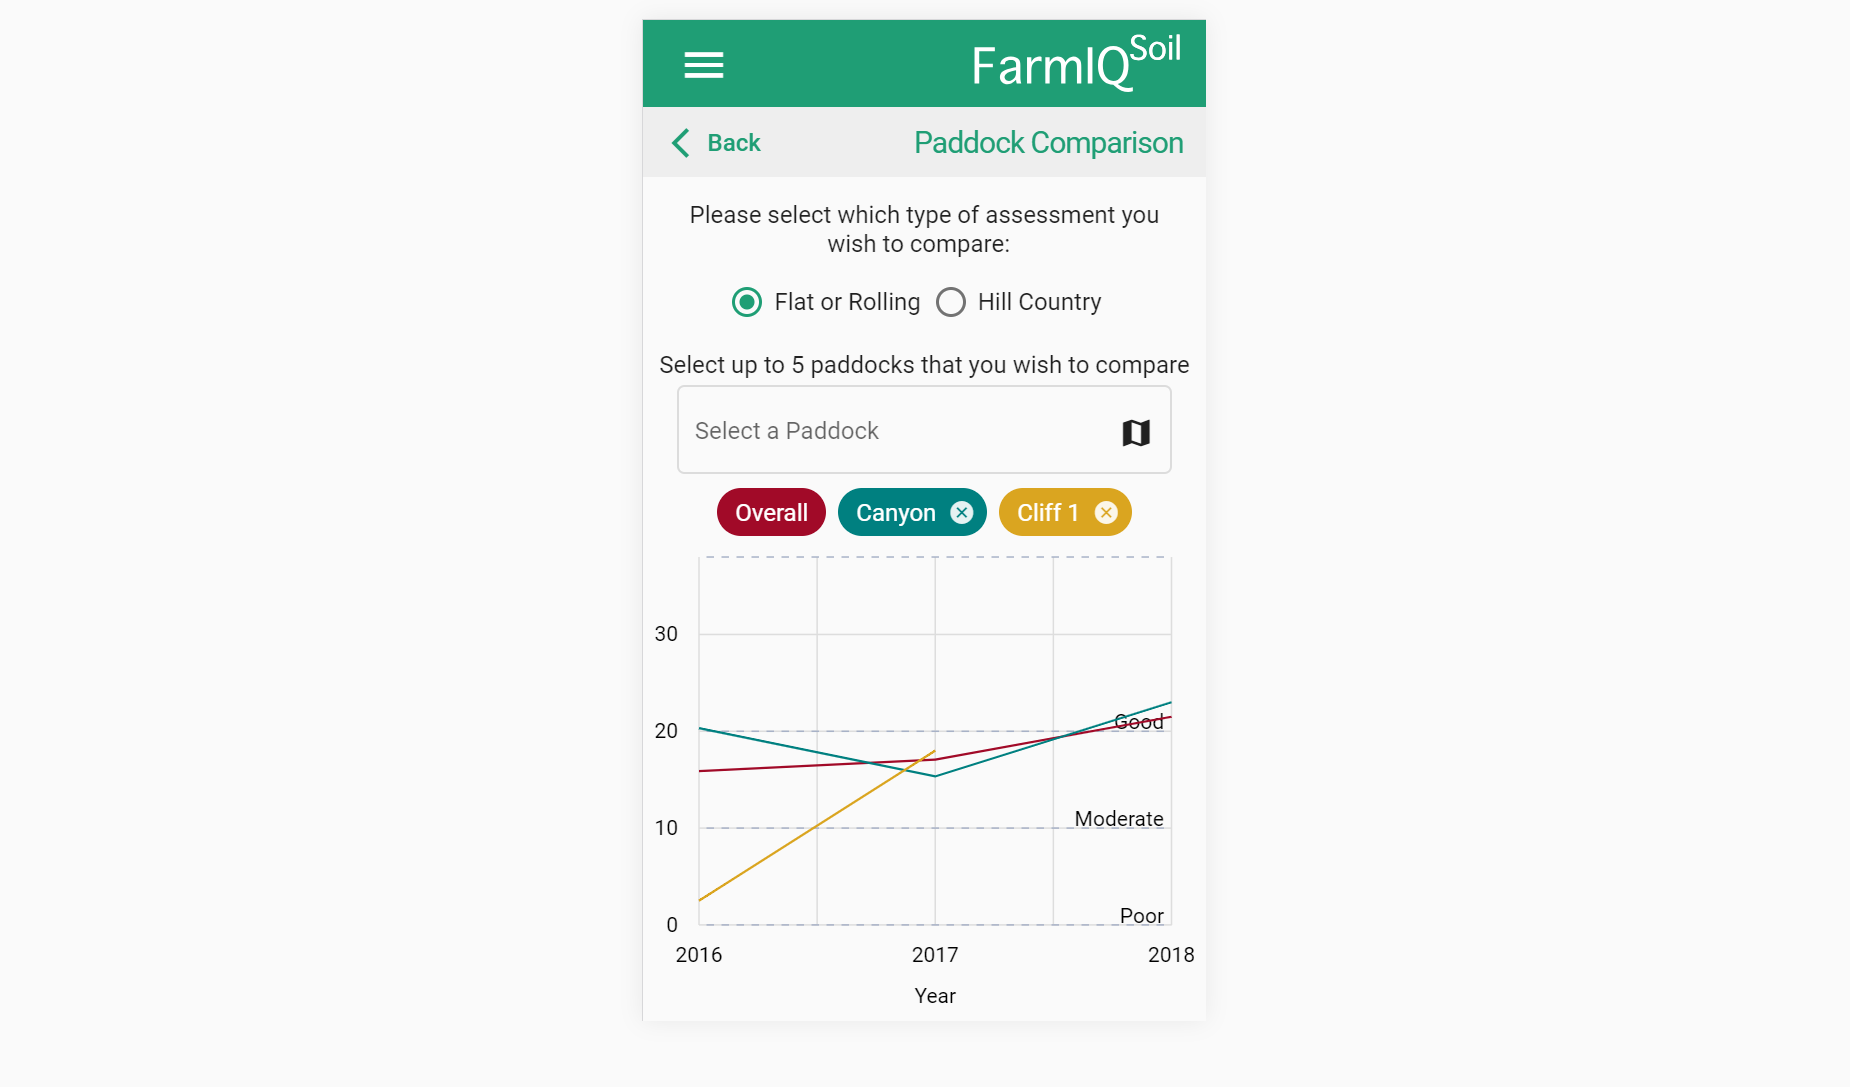 FarmIQ Soil
Back
Paddock Comparison
Please select which type of assessment you
wish to compare:
Flat or Rolling
Hill Country
Select up to 5 paddocks that you wish to compare
Select a Paddock
Overall
Canyon
Cliff 1
30
20
Good
10
Moderate
0
Poor
2016
2017
2018
Year